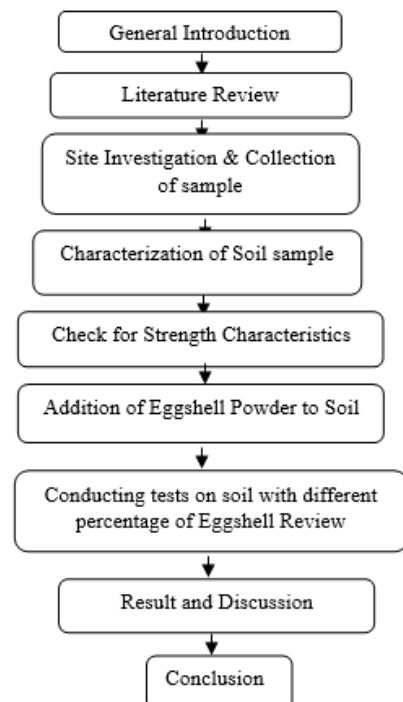 General Introduction
Literature Review
Site Investigation & Collection
of sample
Characterization of Soil sample
Check for Strength Characteristics
Addition of Eggshell Powder to Soil
Conducting tests on soil with different
percentage of Eggshell Review
Result and Discussion
Conclusion